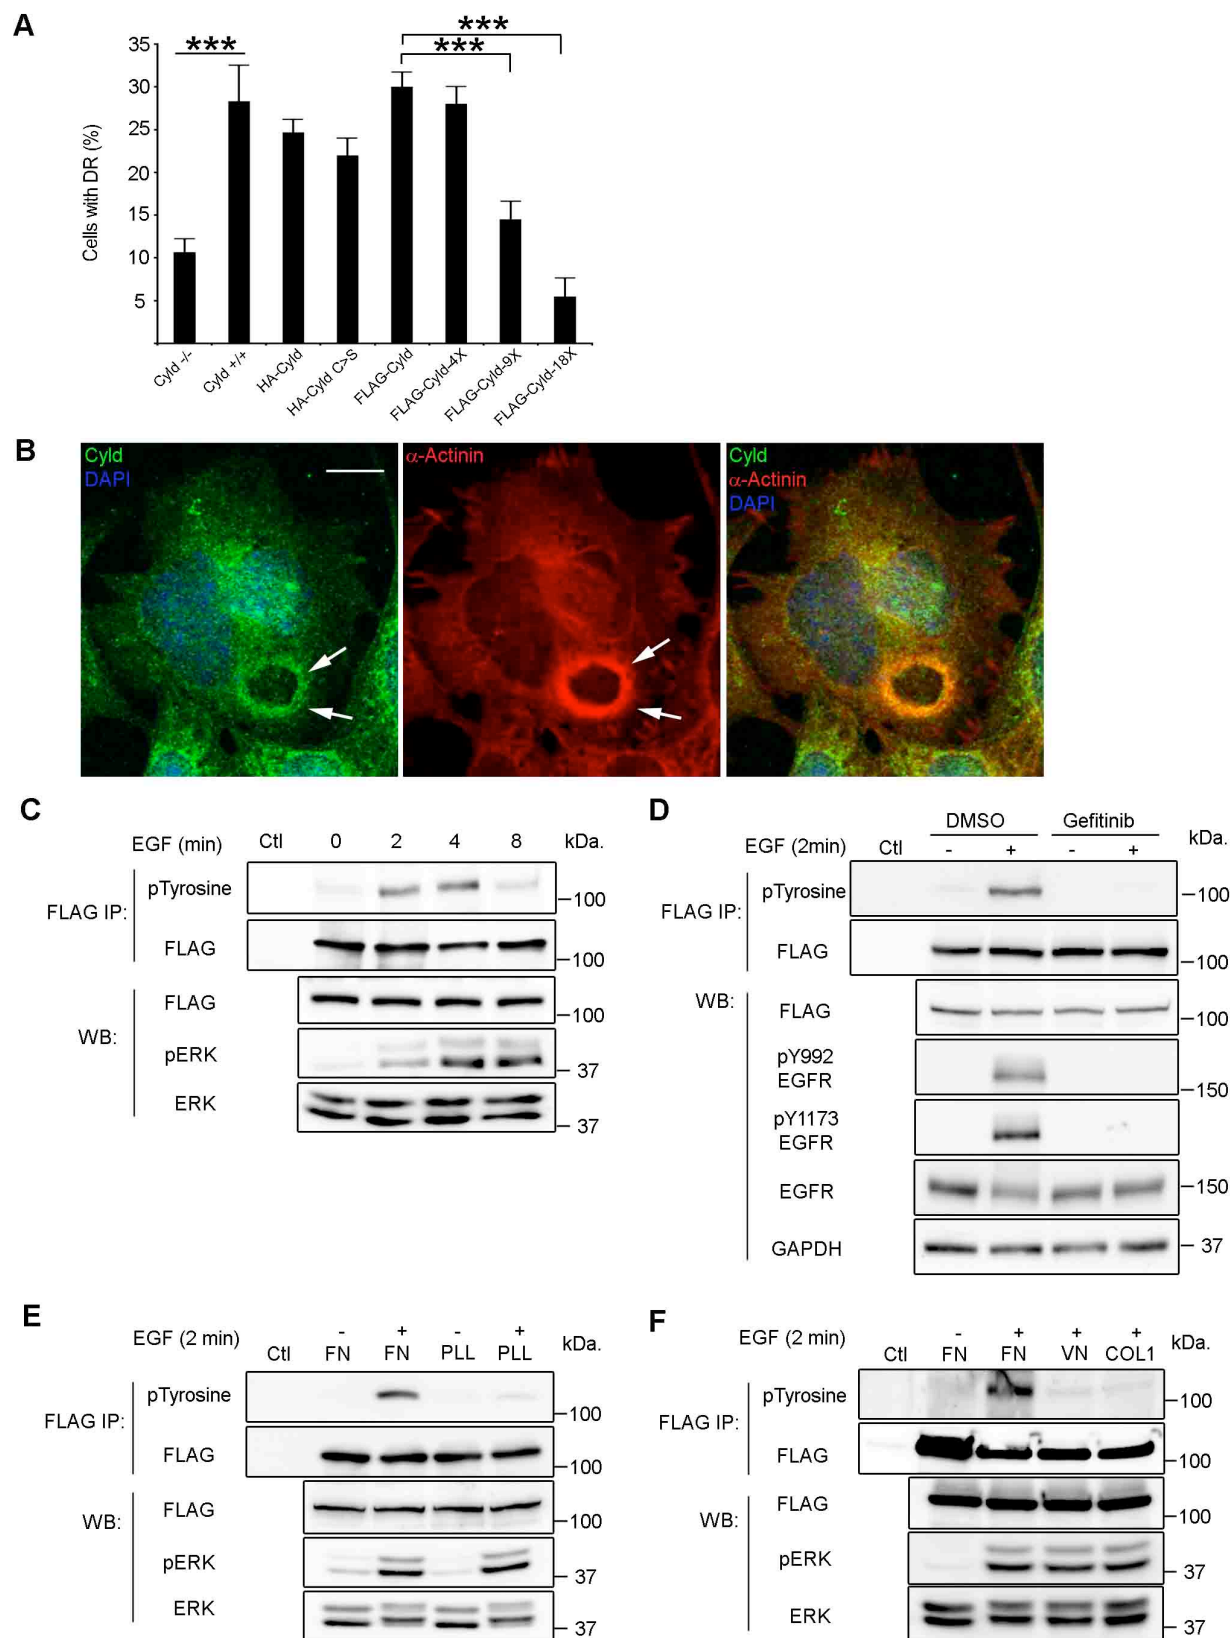 A
35
30
25
20
15
10
5
Cells with DR (%)
***
***
***
Cyld -/-
Cyld +/+
HA-Cyld
HA-Cyld C>S
FLAG-Cyld
FLAG-Cyld-4X
FLAG-Cyld-9X
FLAG-Cyld-18X
B
Cyld
DAPI
α-Actinin
Cyld
α-Actinin
DAPI
C
EGF (min) Ctl 0 2 4 8 kDa.
FLAG IP:
pTyrosine
100
FLAG
100
WB:
FLAG
100
pERK
37
ERK
37
D
DMSO Gefitinib
EGF (2min) Ctl - + - + kDa.
FLAG IP:
pTyrosine
100
FLAG
100
WB:
FLAG
100
pY992
EGFR
150
pY1173
EGFR
EGFR
150
GAPDH
37
E
EGF (2 min) - + - +
Ctl FN FN PLL PLL kDa.
FLAG IP:
pTyrosine
100
FLAG
100
WB:
FLAG
100
pERK
37
ERK
37
F
EGF (2 min) - + + +
Ctl FN FN VN COL1 kDa.
FLAG IP:
pTyrosine
100
FLAG
100
WB:
FLAG
100
pERK
37
ERK
37